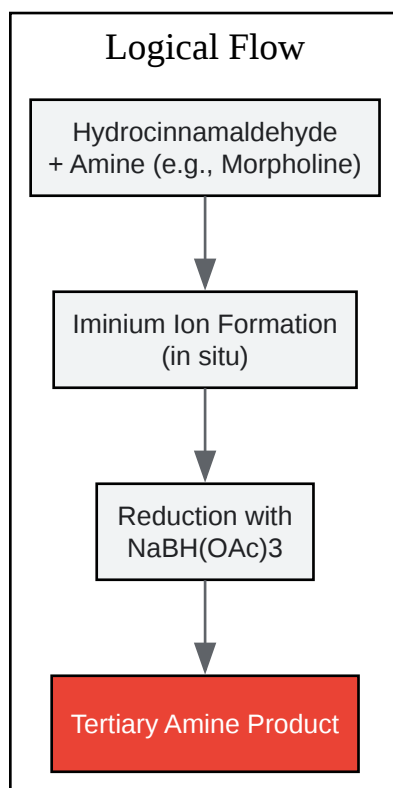 Logical Flow
Hydrocinnamaldehyde
+ Amine (e.g., Morpholine)
Iminium Ion Formation
(in situ)
Reduction with
NaBH(OAc)3
Tertiary Amine Product